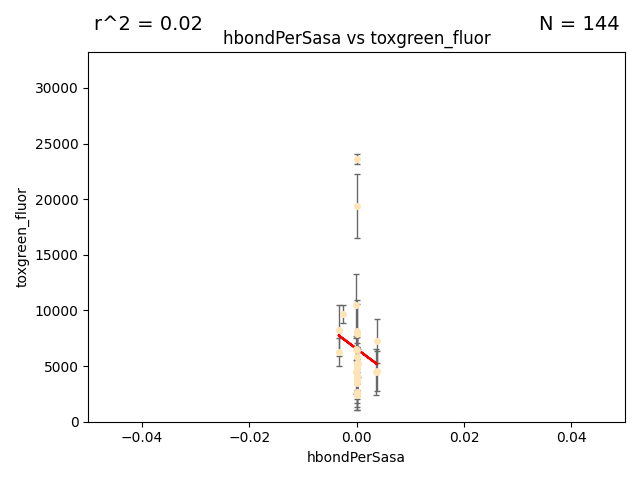 r^2 = 0.02
N = 144
hbondPerSasa vs toxgreen_fluor
30000
25000
20000
15000
10000
5000
0
toxgreen_fluor
−0.04
−0.02
0.00
0.02
0.04
hbondPerSasa